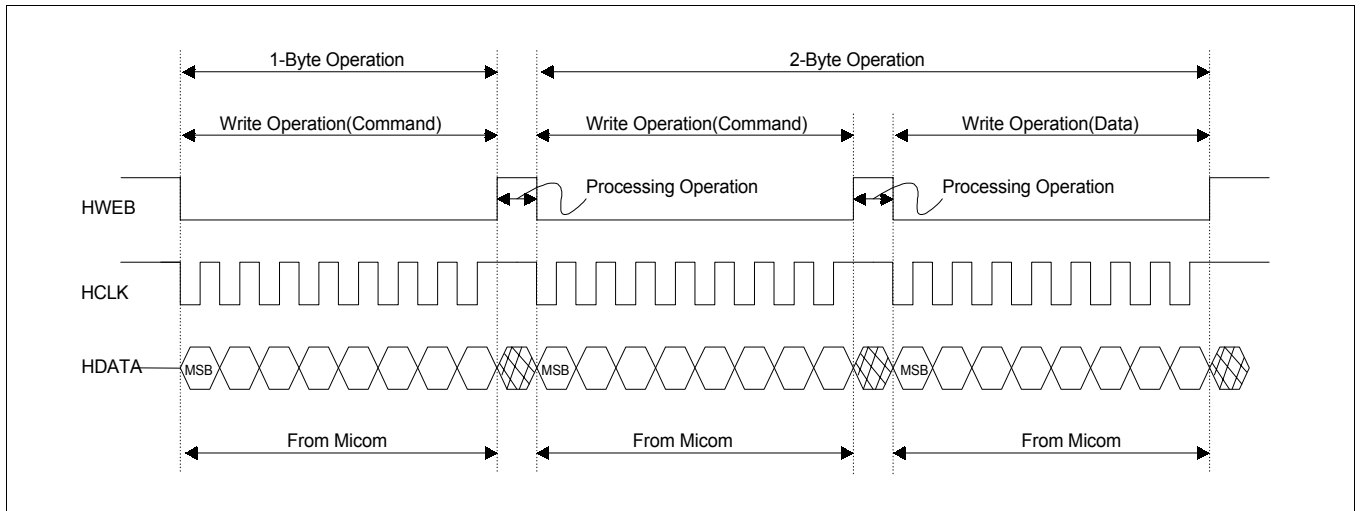 1-Byte Operation
2-Byte Operation
Write Operation(Command)
Write Operation(Command)
Write Operation(Data)
Processing Operation
Processing Operation
HWEB
HCLK
HDATA
MSB
MSB
MSB
From Micom
From Micom
From Micom